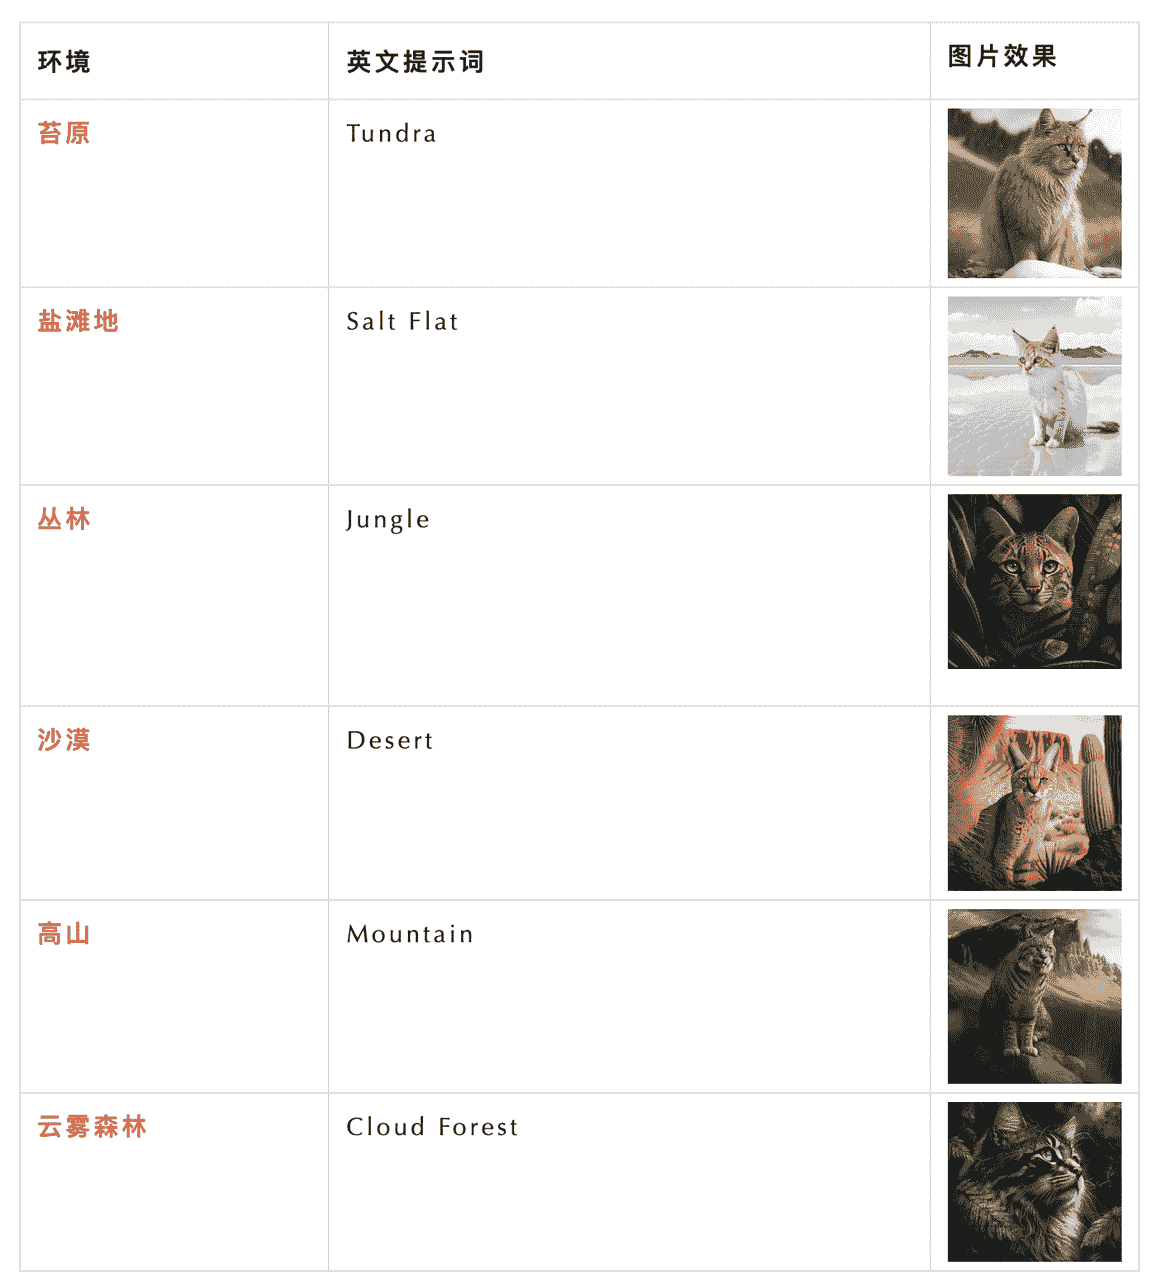 环境 英文提示词 图片效果
苔原 Tundra
盐滩地 Salt Flat
丛林 Jungle
沙漠 Desert
高山 Mountain
云雾森林 Cloud Forest